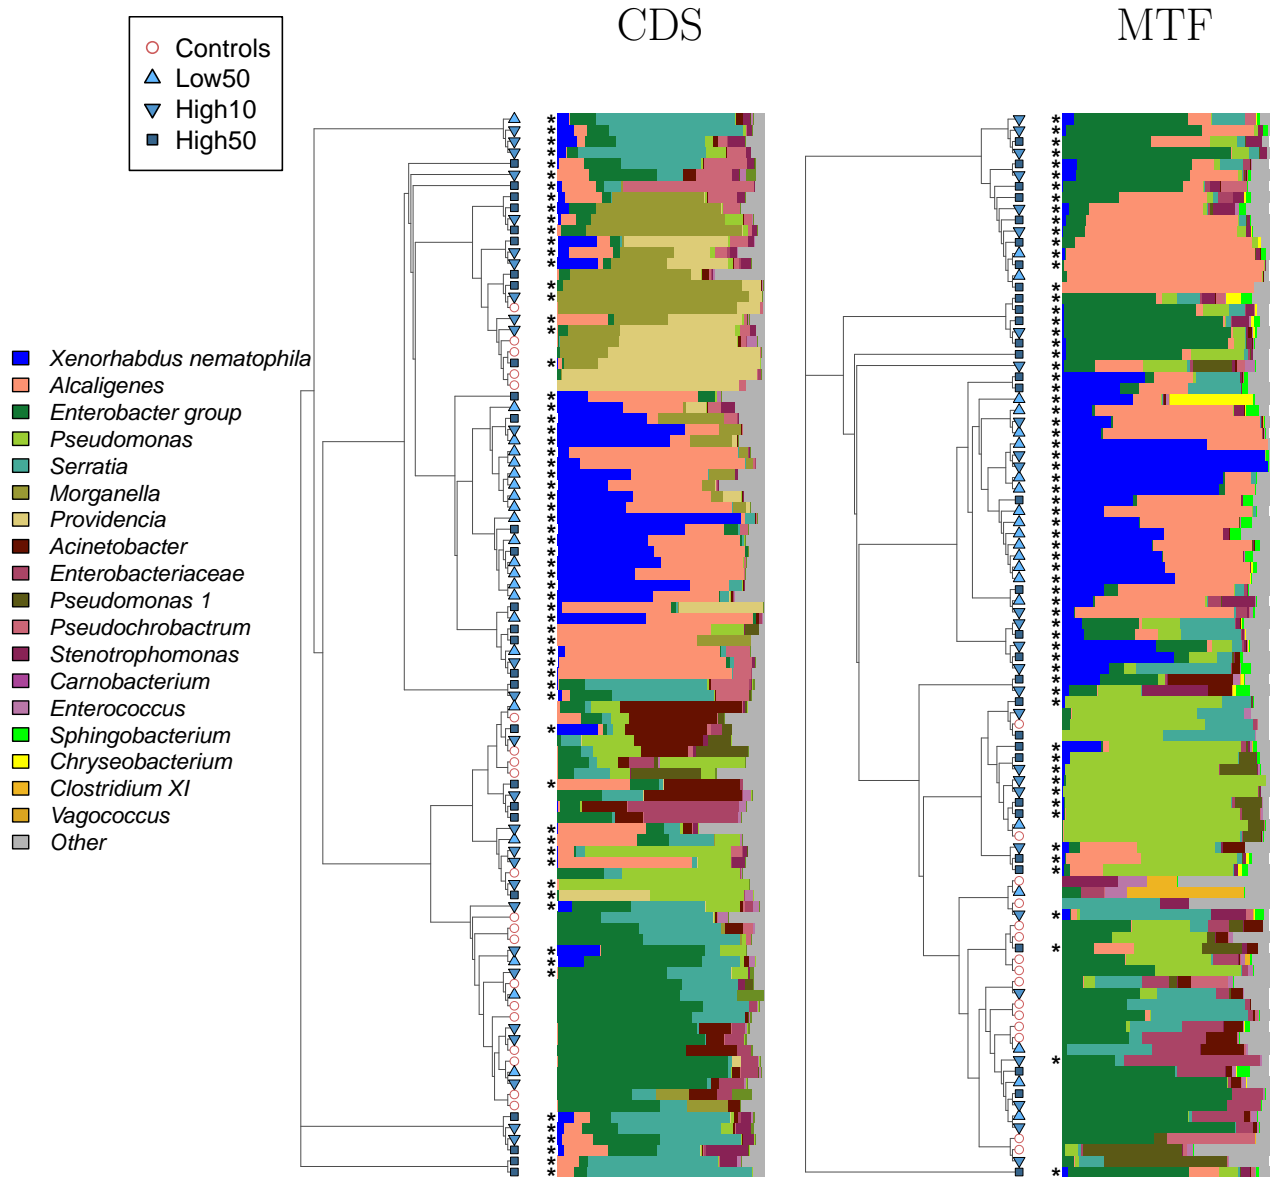 CDS
MTF
Controls
Low50
High10
High50
Xenorhabdus nematophila
Alcaligenes
Enterobacter group
Pseudomonas
Serratia
Morganella
Providencia
Acinetobacter
Enterobacteriaceae
Pseudomonas 1
Pseudochrobactrum
Stenotrophomonas
Carnobacterium
Enterococcus
Sphingobacterium
Chryseobacterium
Clostridium XI
Vagococcus
Other